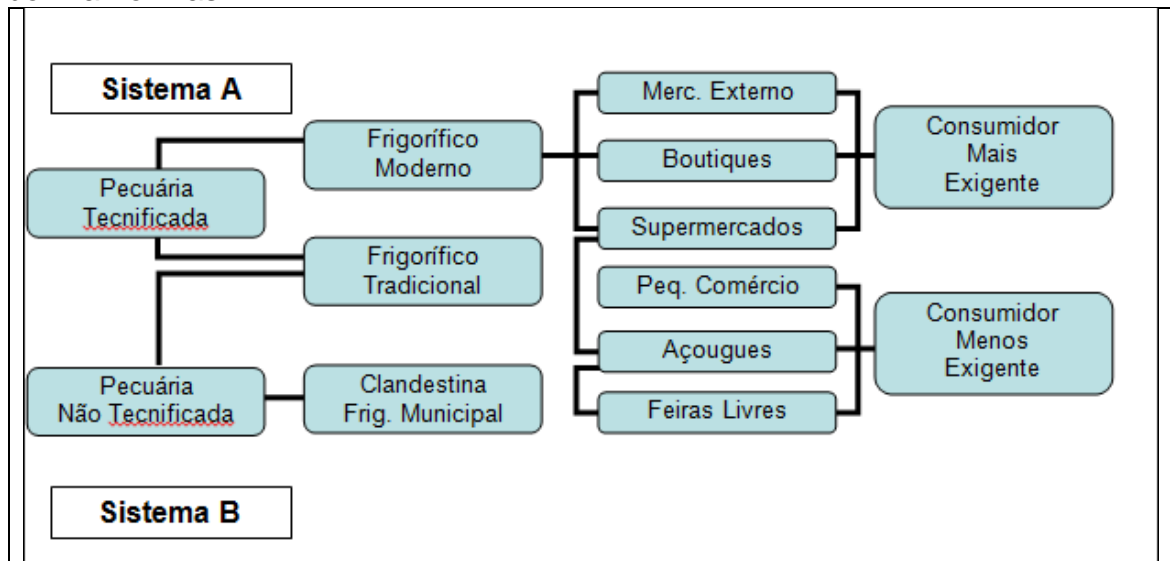 Sistema A
Pecuária
Tecnificada
Pecuária
Não Tecnificada
Sistema B
Frigorífico
Moderno
Frigorífico
Tradicional
Clandestina
Frig. Municipal
Merc. Externo
Boutiques
Supermercados
Peq. Comércio
Açougues
Feiras Livres
Consumidor
Mais
Exigente
Consumidor
Menos
Exigente